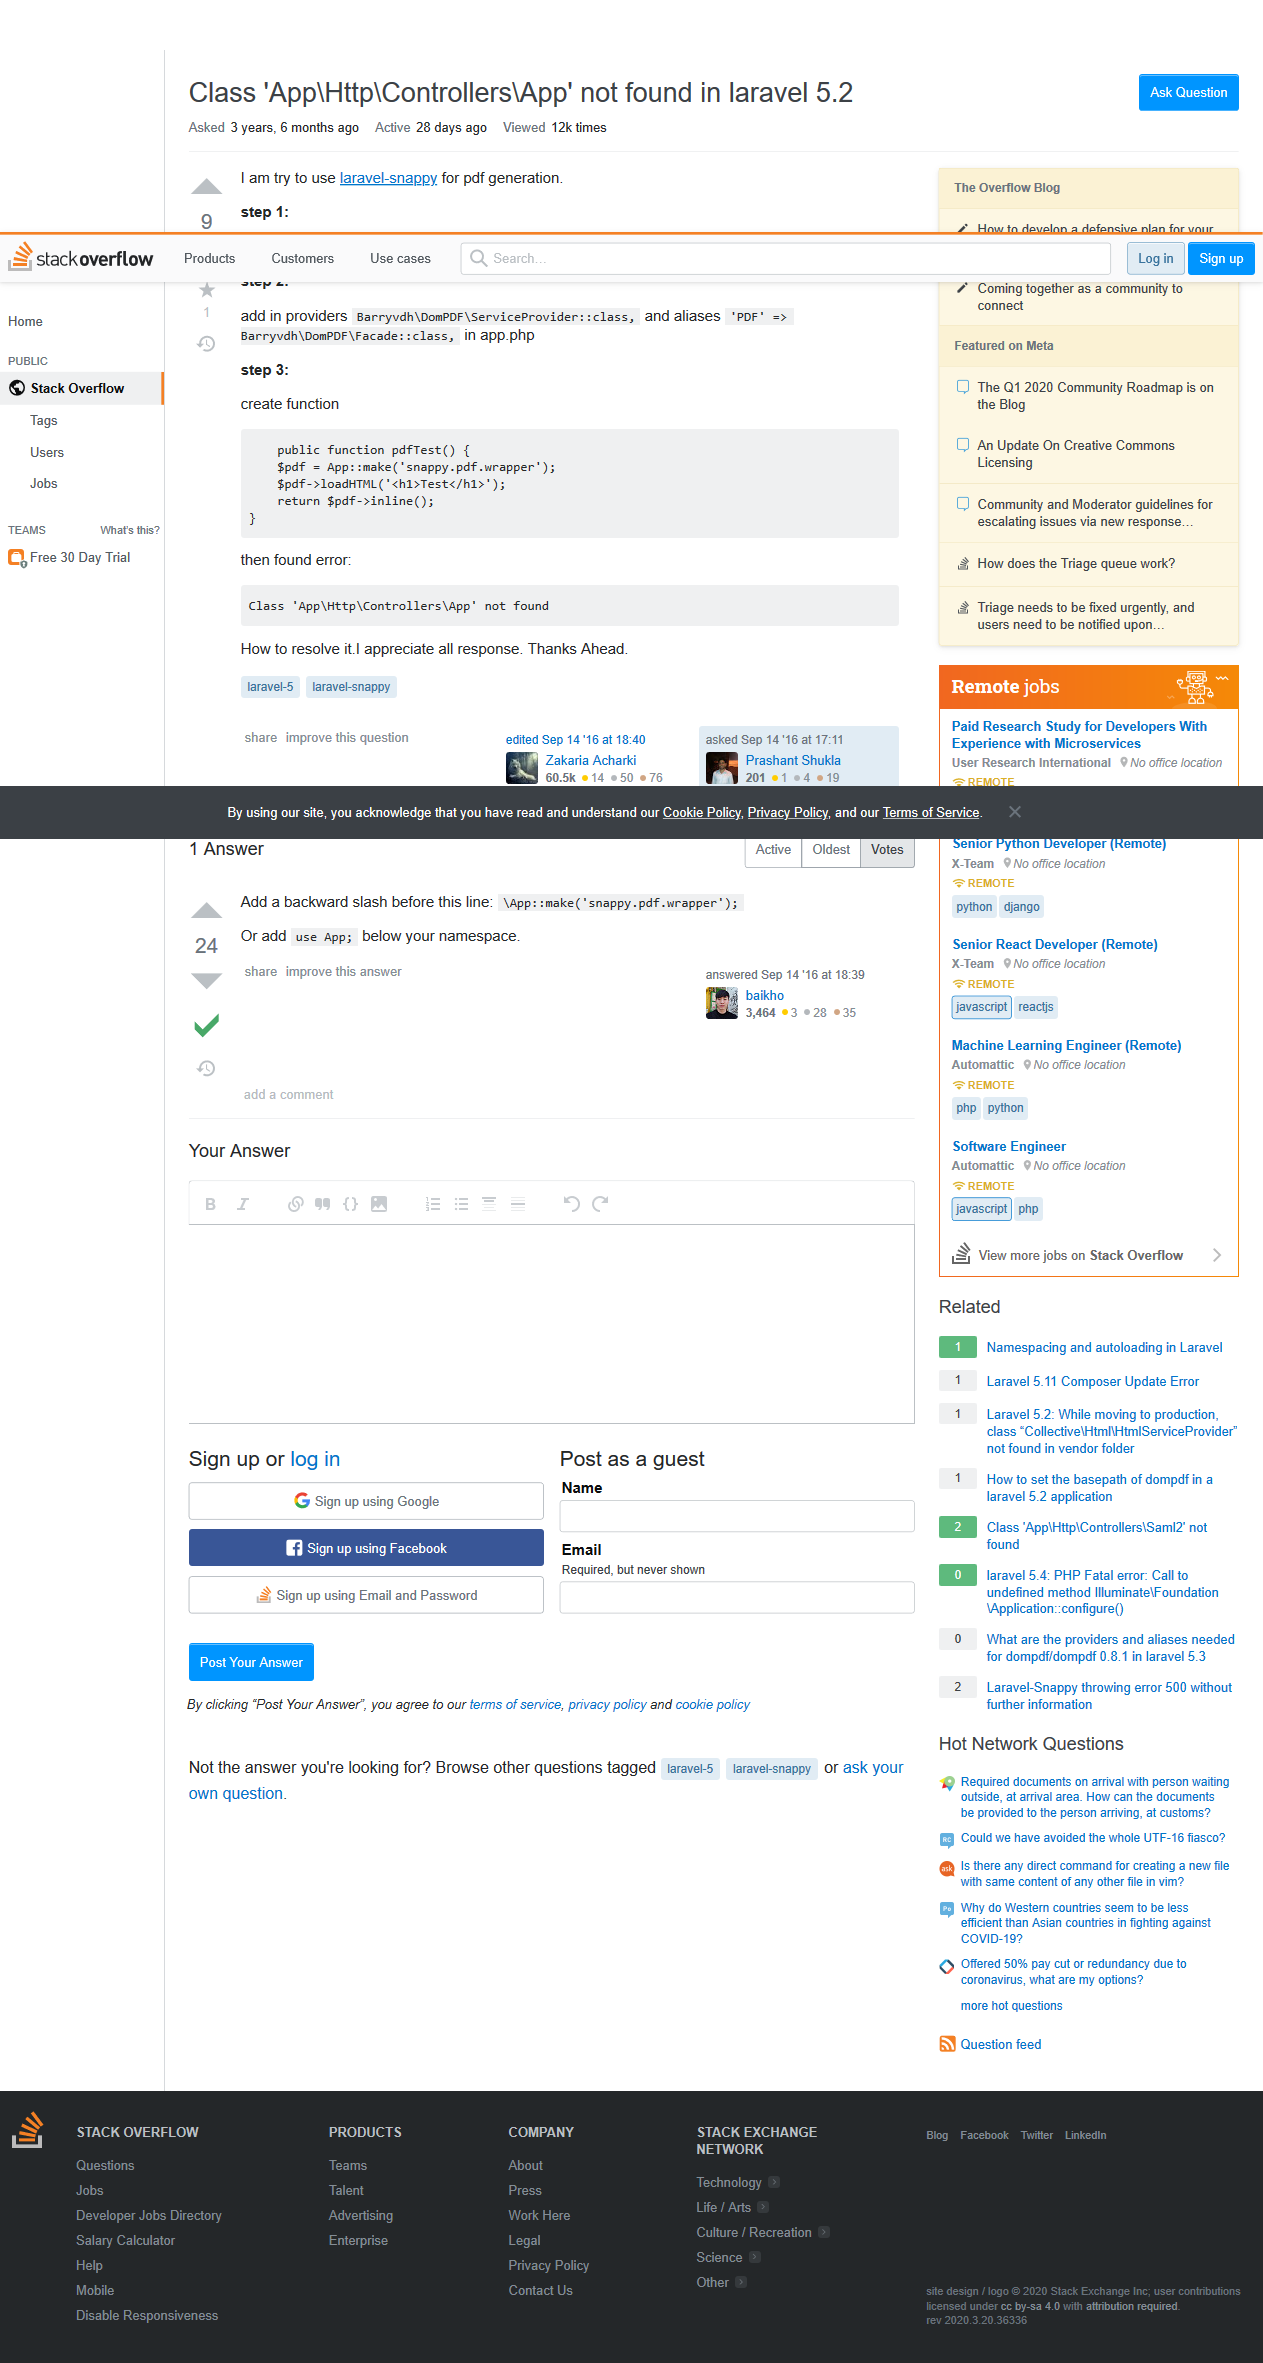 Class 'App\Http\Controllers\App' not found in laravel 5.2
Ask Question
Asked 3 years, 6 months ago Active 28 days ago Viewed 12k times
I am try to use laravel-snappy for pdf generation.
9
step 1:
stackoverflow
Products
Customers
Use cases
Search...
Log in
Sign up
Home
PUBLIC
Stack Overflow
Tags
Users
Jobs
TEAMS What's this?
Free 30 Day Trial
step 2:
1
add in providers Barryvdh\DomPDF\ServiceProvider::class, and aliases 'PDF' =>
Barryvdh\DomPDF\Facade::class, in app.php
step 3:
create function
public function pdfTest() {
$pdf = App::make('snappy.pdf.wrapper');
$pdf->loadHTML('<h1>Test</h1>');
return $pdf->inline();
}
then found error:
Class 'App\Http\Controllers\App' not found
How to resolve it.I appreciate all response. Thanks Ahead.
laravel-5 laravel-snappy
share improve this question
edited Sep 14 '16 at 18:40
Zakaria Acharki
60.5k 14 50 76
asked Sep 14 '16 at 17:11
Prashant Shukla
201 1 4 19
By using our site, you acknowledge that you have read and understand our Cookie Policy, Privacy Policy, and our Terms of Service.
1 Answer
Active Oldest Votes
Add a backward slash before this line: \App::make('snappy.pdf.wrapper');
24
Or add use App; below your namespace.
share improve this answer
answered Sep 14 '16 at 18:39
baikho
3,464 3 28 35
add a comment
Your Answer
B I
Sign up or log in
Sign up using Google
Sign up using Facebook
Sign up using Email and Password
Post as a guest
Name
Email
Required, but never shown
Post Your Answer
By clicking “Post Your Answer”, you agree to our terms of service, privacy policy and cookie policy
Not the answer you're looking for? Browse other questions tagged laravel-5 laravel-snappy or ask your
own question.
The Overflow Blog
How to develop a defensive plan for your
Coming together as a community to
connect
Featured on Meta
The Q1 2020 Community Roadmap is on
the Blog
An Update On Creative Commons
Licensing
Community and Moderator guidelines for
escalating issues via new response…
How does the Triage queue work?
Triage needs to be fixed urgently, and
users need to be notified upon…
Remote jobs
Paid Research Study for Developers With
Experience with Microservices
User Research International No office location
REMOTE
Senior Python Developer (Remote)
X-Team No office location
REMOTE
python django
Senior React Developer (Remote)
X-Team No office location
REMOTE
javascript reactjs
Machine Learning Engineer (Remote)
Automattic No office location
REMOTE
php python
Software Engineer
Automattic No office location
REMOTE
javascript php
View more jobs on Stack Overflow
Related
1 Namespacing and autoloading in Laravel
1 Laravel 5.11 Composer Update Error
1 Laravel 5.2: While moving to production,
class “Collective\Html\HtmlServiceProvider”
not found in vendor folder
1 How to set the basepath of dompdf in a
laravel 5.2 application
2 Class 'App\Http\Controllers\Saml2' not
found
0 laravel 5.4: PHP Fatal error: Call to
undefined method Illuminate\Foundation
\Application::configure()
0 What are the providers and aliases needed
for dompdf/dompdf 0.8.1 in laravel 5.3
2 Laravel-Snappy throwing error 500 without
further information
Hot Network Questions
Required documents on arrival with person waiting
outside, at arrival area. How can the documents
be provided to the person arriving, at customs?
RC Could we have avoided the whole UTF-16 fiasco?
ask Is there any direct command for creating a new file
with same content of any other file in vim?
Po Why do Western countries seem to be less
efficient than Asian countries in fighting against
COVID-19?
Offered 50% pay cut or redundancy due to
coronavirus, what are my options?
more hot questions
Question feed
STACK OVERFLOW
Questions
Jobs
Developer Jobs Directory
Salary Calculator
Help
Mobile
Disable Responsiveness
PRODUCTS
Teams
Talent
Advertising
Enterprise
COMPANY
About
Press
Work Here
Legal
Privacy Policy
Contact Us
STACK EXCHANGE
NETWORK
Technology
Life / Arts
Culture / Recreation
Science
Other
Blog Facebook Twitter LinkedIn
site design / logo © 2020 Stack Exchange Inc; user contributions
licensed under cc by-sa 4.0 with attribution required.
rev 2020.3.20.36336